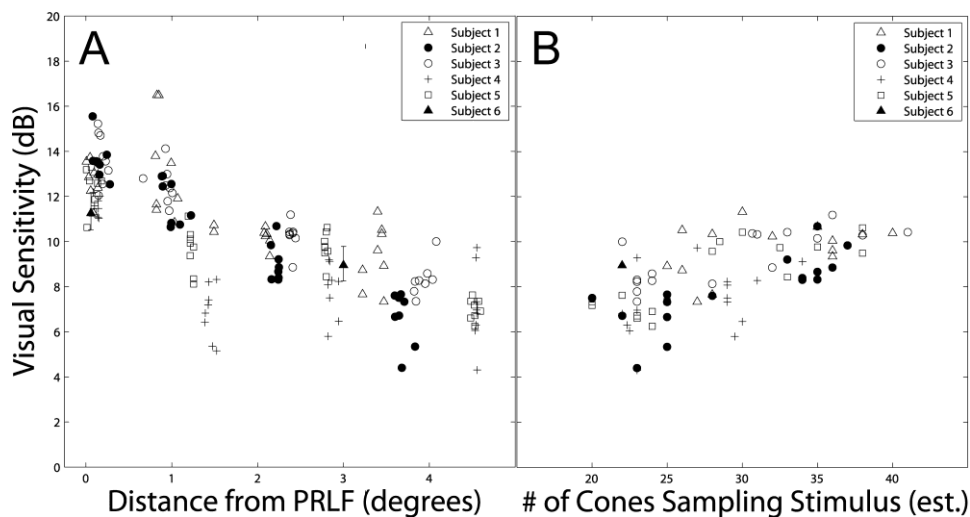 A
B
Visual Sensitivity (dB)
20
18
16
14
12
10
8
6
4
2
0
0 1 2 3 4
Distance from PRLF (degrees)
Subject 1
Subject 2
Subject 3
Subject 4
Subject 5
Subject 6
20 25 30 35 40
# of Cones Sampling Stimulus (est.)
Subject 1
Subject 2
Subject 3
Subject 4
Subject 5
Subject 6